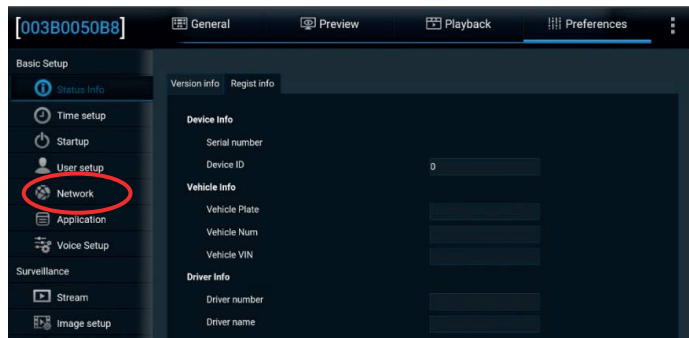 [003B0050B8]
General
Preview
Playback
Preferences
Basic Setup
Status Info
Time setup
Startup
User setup
Network
Application
Voice Setup
Surveillance
Stream
Image setup
Version info
Regist info
Device Info
Serial number
Device ID
0
Vehicle Info
Vehicle Plate
Vehicle Num
Vehicle VIN
Driver Info
Driver number
Driver name